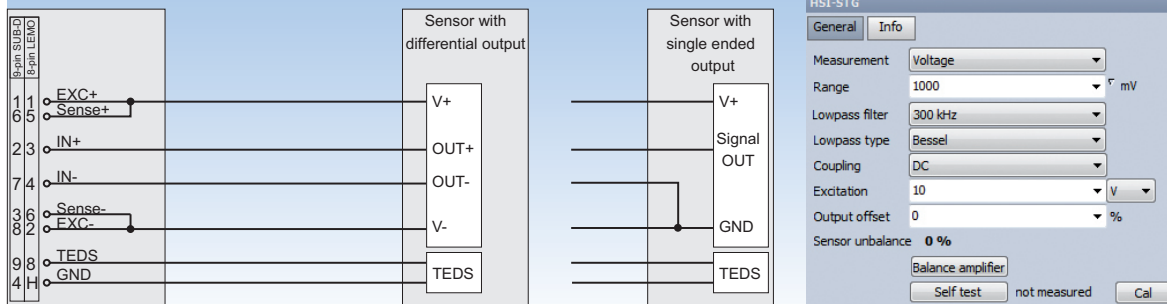 9-pin SUB-D
8-pin LEMO
1 1 EXC+
6 5 Sense+
2 3 IN+
7 4 IN-
3 6 Sense-
8 2 EXC-
9 8 TEDS
4 H GND
Sensor with
differential output
V+
OUT+
OUT-
V-
TEDS
Sensor with
single ended
output
V+
Signal
OUT
GND
TEDS
HSI-STG
General Info
Measurement Voltage
Range 1000 mV
Lowpass filter 300 kHz
Lowpass type Bessel
Coupling DC
Excitation 10 V
Output offset 0 %
Sensor unbalance 0 %
Balance amplifier
Self test not measured Cal